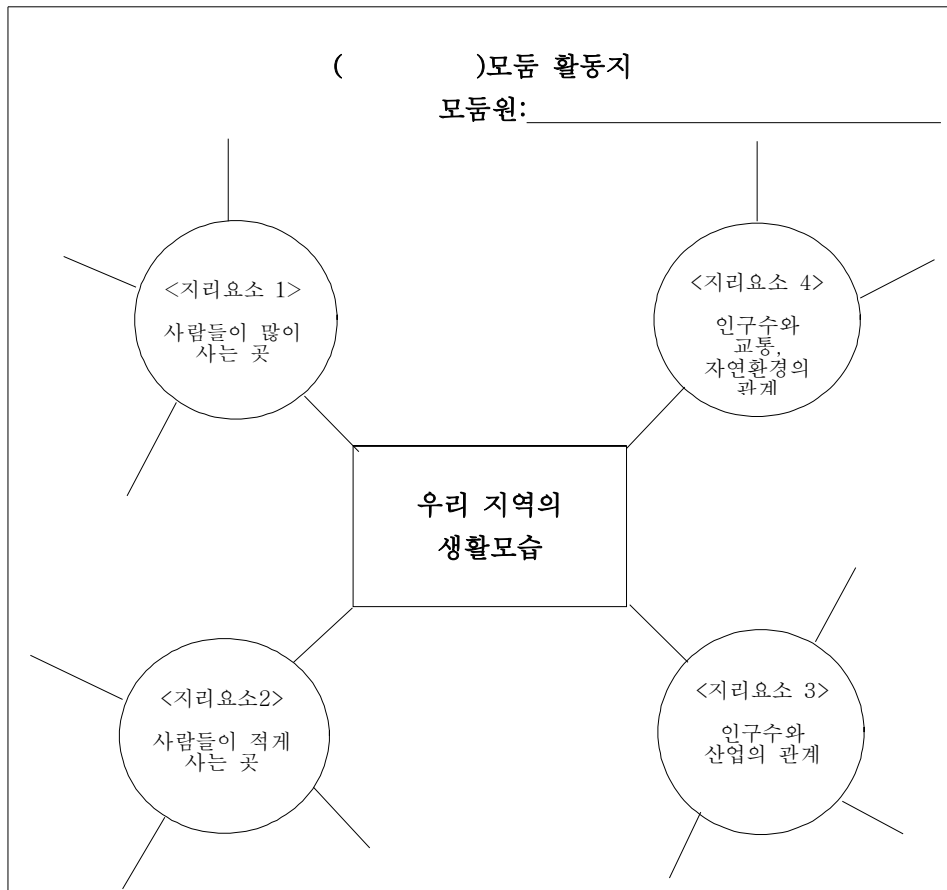 (          )모둠 활동지
모둠원:
<지리요소 1>
사람들이 많이
사는 곳
<지리요소 4>
인구수와
교통,
자연환경의
관계
우리 지역의
생활모습
<지리요소2>
사람들이 적게
사는 곳
<지리요소 3>
인구수와
산업의 관계